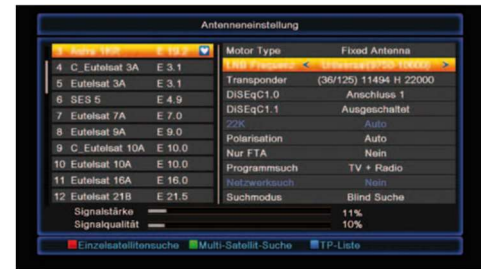 Antenneneinstellung
3 Astra 1KR E 19.2
4 C_Eutelsat 3A E 3.1
5 Eutelsat 3A E 3.1
6 SES 5 E 4.9
7 Eutelsat 7A E 7.0
8 Eutelsat 9A E 9.0
9 C_Eutelsat 10A E 10.0
10 Eutelsat 10A E 10.0
11 Eutelsat 16A E 16.0
12 Eutelsat 21B E 21.5
Motor Type Fixed Antenna
LNB Frequenz < Universal(9750-10600) >
Transponder (36/125) 11494 H 22000
DiSEqC1.0 Anschluss 1
DiSEqC1.1 Ausgeschaltet
22K Auto
Polarisation Auto
Nur FTA Nein
Programmsuch TV + Radio
Netzwerksuch Nein
Suchmodus Blind Suche
Signalstärke 11%
Signalqualität 10%
Einzelsatellitensuche Multi-Satellit-Suche TP-Liste